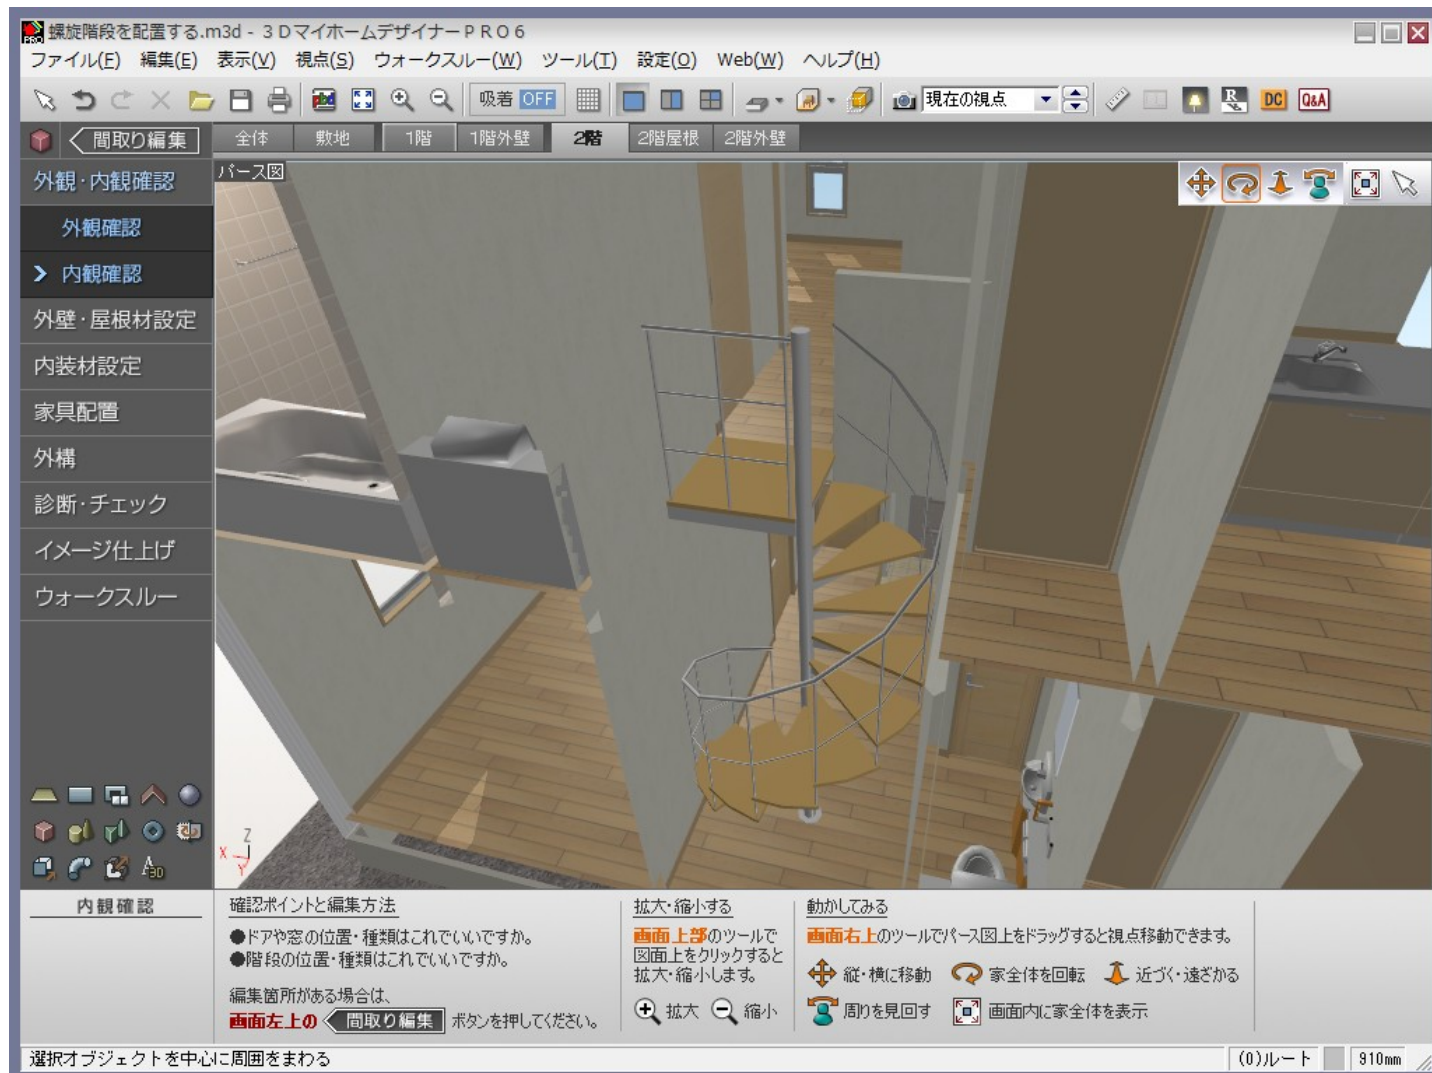 螺旋階段を配置する.m3d - 3DマイホームデザイナーPRO6
ファイル(F) 編集(E) 表示(V) 視点(S) ウォークスルー(W) ツール(T) 設定(O) Web(W) ヘルプ(H)
吸着 OFF 現在の視点 DC Q&A
間取り編集 全体 敷地 1階 1階外壁 2階 2階屋根 2階外壁
パース図
外観・内観確認
外観確認
内観確認
外壁・屋根材設定
内装材設定
家具配置
外構
診断・チェック
イメージ仕上げ
ウォークスルー
Z
X
Y
内観確認
確認ポイントと編集方法
●ドアや窓の位置・種類はこれでいいですか。
●階段の位置・種類はこれでいいですか。
編集箇所がある場合は、
画面左上の 間取り編集 ボタンを押してください。
拡大・縮小する
画面上部のツールで
図面上をクリックすると
拡大・縮小します。
拡大 縮小
動かしてみる
画面右上のツールでパース図上をドラッグすると視点移動できます。
縦・横に移動 家全体を回転 近づく・遠ざかる
周りを見回す 画面内に家全体を表示
選択オブジェクトを中心に周囲をまわる (0)ルート 910mm